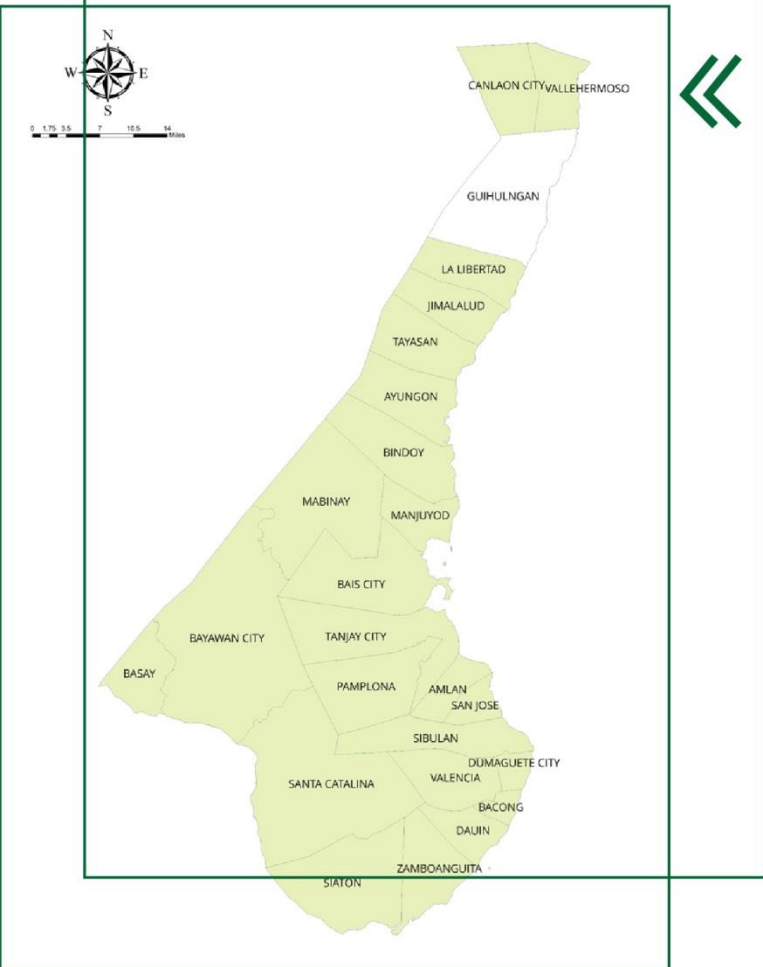 N
W E
S
0 1.75 3.5 7 10.5 14
Miles
CANLAON CITY
VALLEHERMOSO
GUIHULNGAN
LA LIBERTAD
JIMALALUD
TAYASAN
AYUNGON
BINDOY
MABINAY
MANJUYOD
BAIS CITY
BAYAWAN CITY
TANJAY CITY
BASAY
PAMPLONA
AMLAN
SAN JOSE
SIBULAN
DUMAGUETE CITY
VALENCIA
SANTA CATALINA
BACONG
DAUIN
ZAMBOANGUITA
SIATON